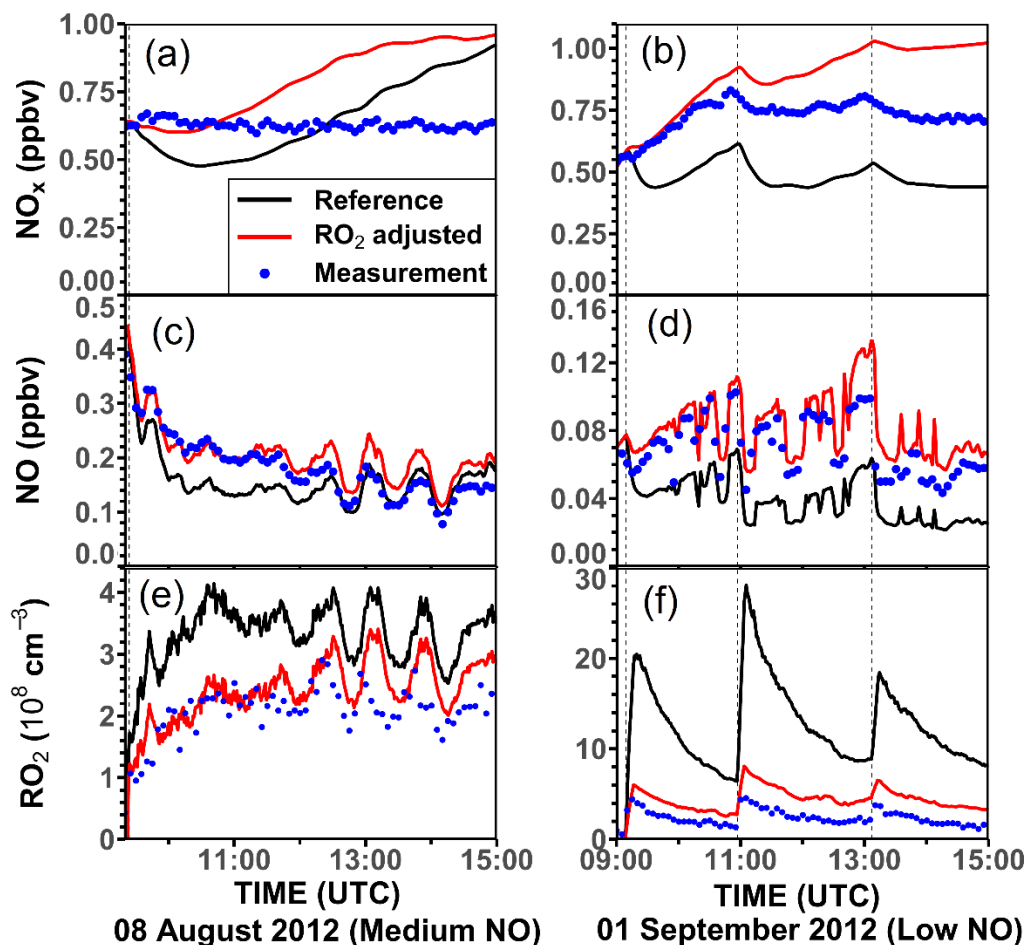 (a)
(b)
NOx (ppbv)
1.00
0.75
0.50
0.25
0.00
Reference
RO₂ adjusted
Measurement
1.00
0.75
0.50
0.25
0.00
(c)
(d)
NO (ppbv)
0.5
0.4
0.3
0.2
0.1
0.0
0.16
0.12
0.08
0.04
0.00
(e)
(f)
RO₂ (10⁸ cm⁻³)
4
3
2
1
0
30
20
10
0
11:00 13:00 15:00
09:00 11:00 13:00 15:00
TIME (UTC) TIME (UTC)
08 August 2012 (Medium NO) 01 September 2012 (Low NO)